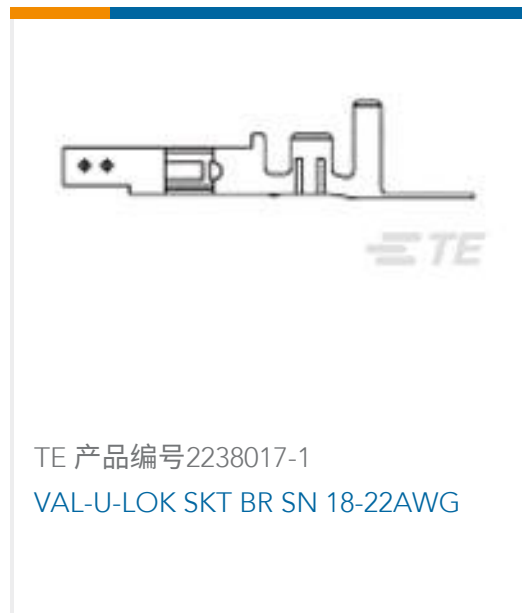 TE
TE 产品编号2238017-1
VAL-U-LOK SKT BR SN 18-22AWG